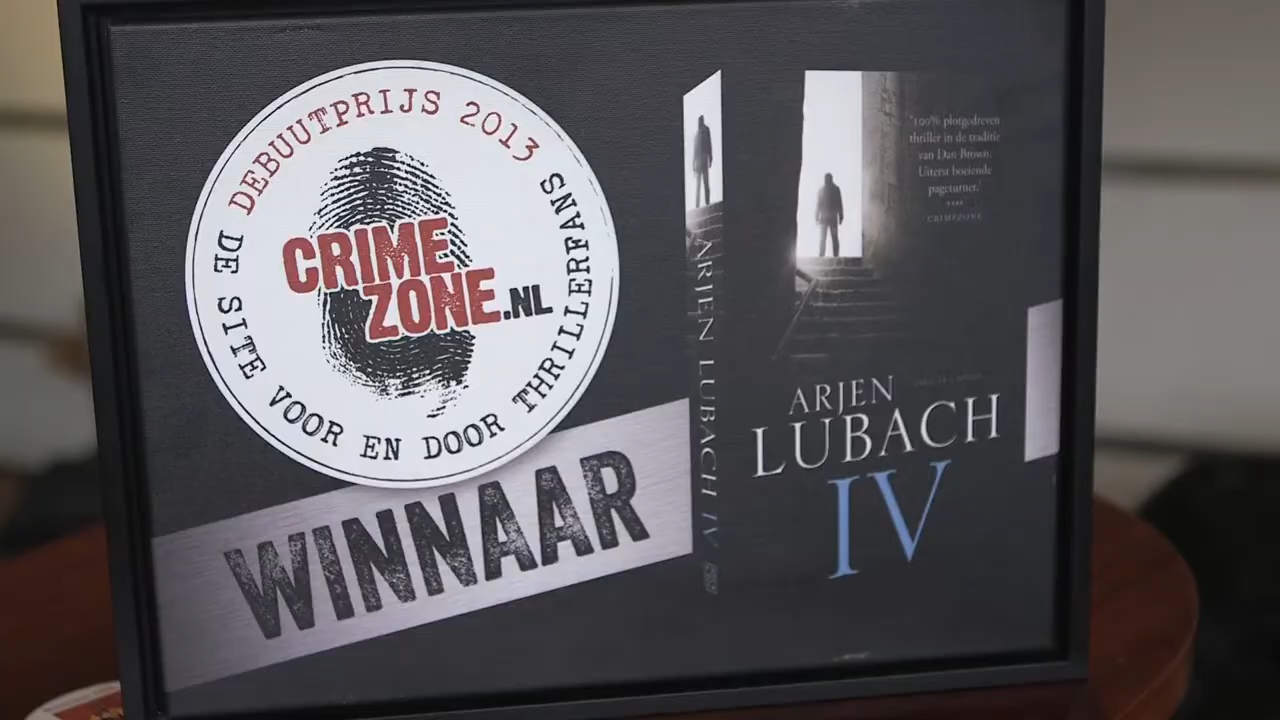 DEBUUTPRIJS 2013
DE SITE VOOR EN DOOR THRILLERFANS
CRIME
ZONE.NL
WINNAAR
ARJEN LUBACH IV
'100% plotgedreven
thriller in de traditie
van Dan Brown.
Uiterst boeiende
pageturner.'
****
CRIMEZONE
ARJEN
LUBACH
IV